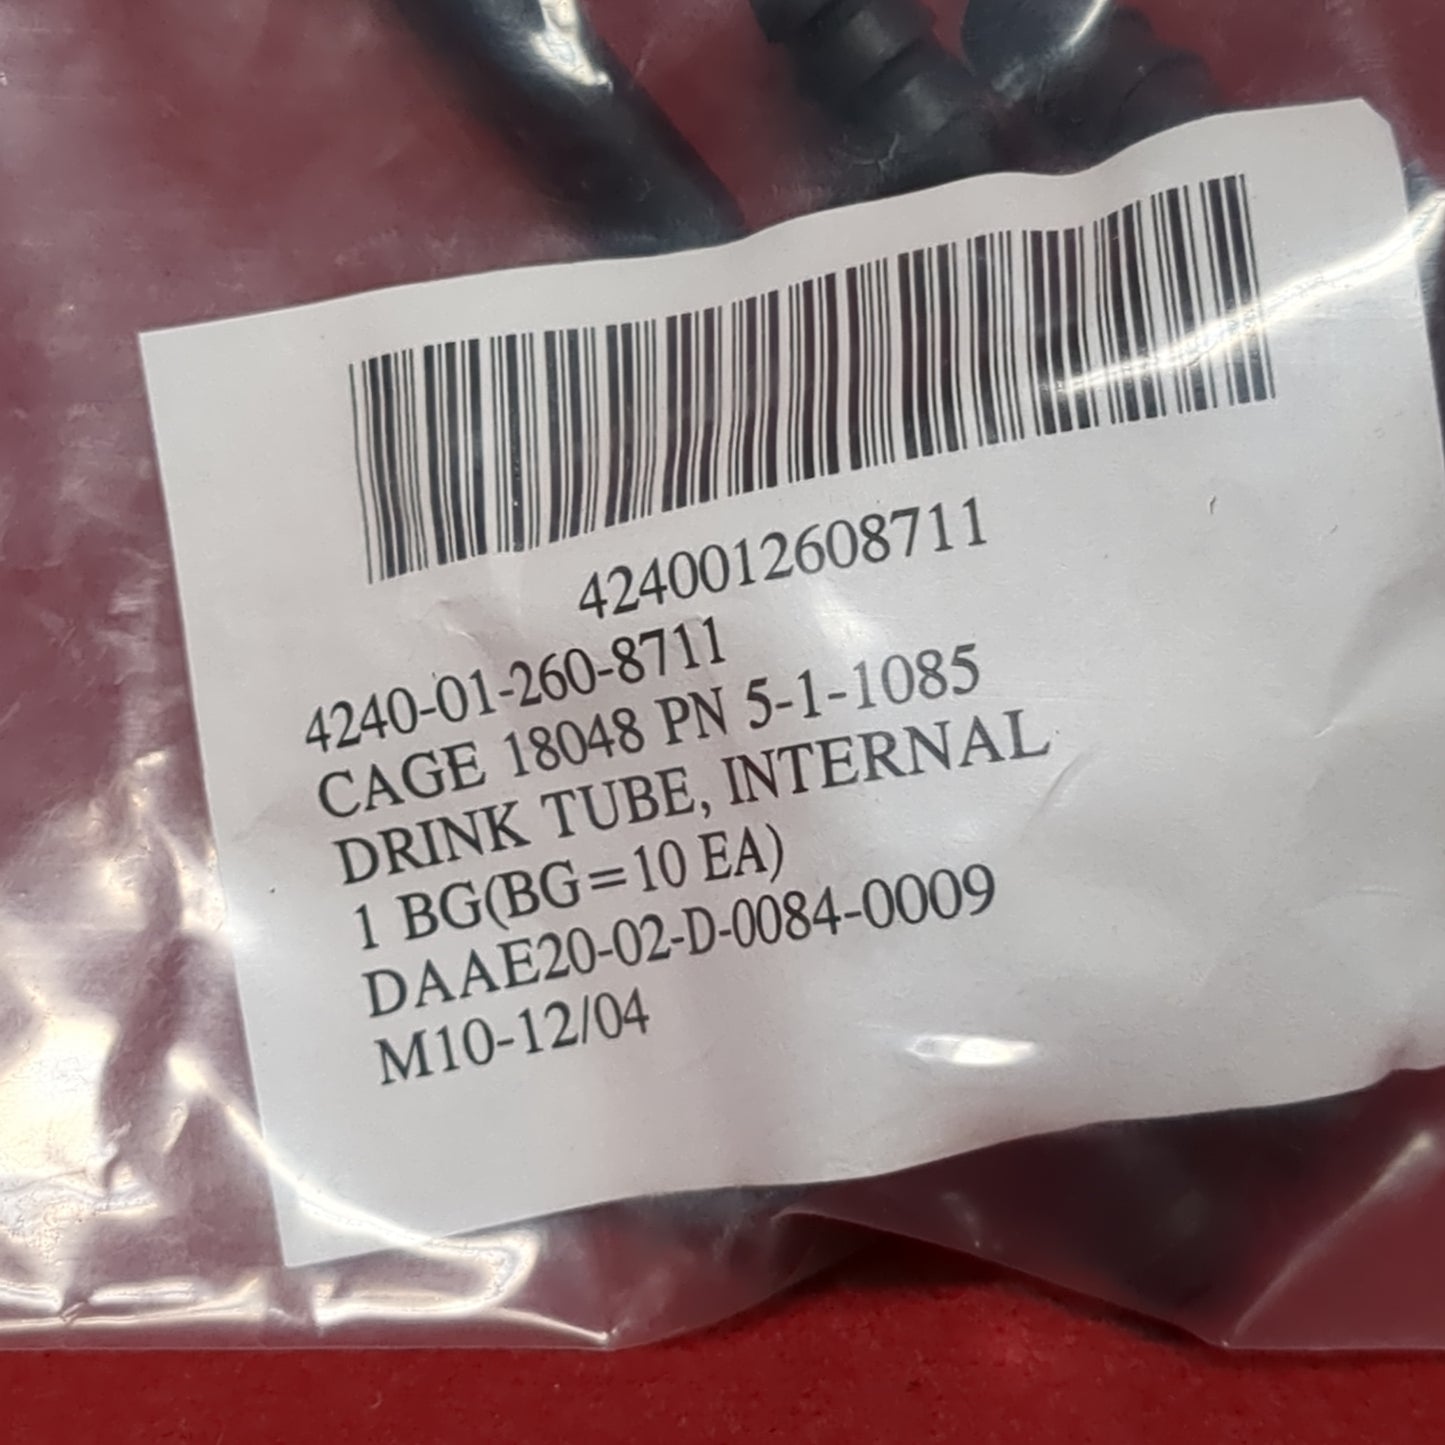 4240012608711
4240-01-260-8711
CAGE 18048 PN 5-1-1085
DRINK TUBE, INTERNAL
1 BG(BG=10 EA)
DAAE20-02-D-0084-0009
M10-12/04